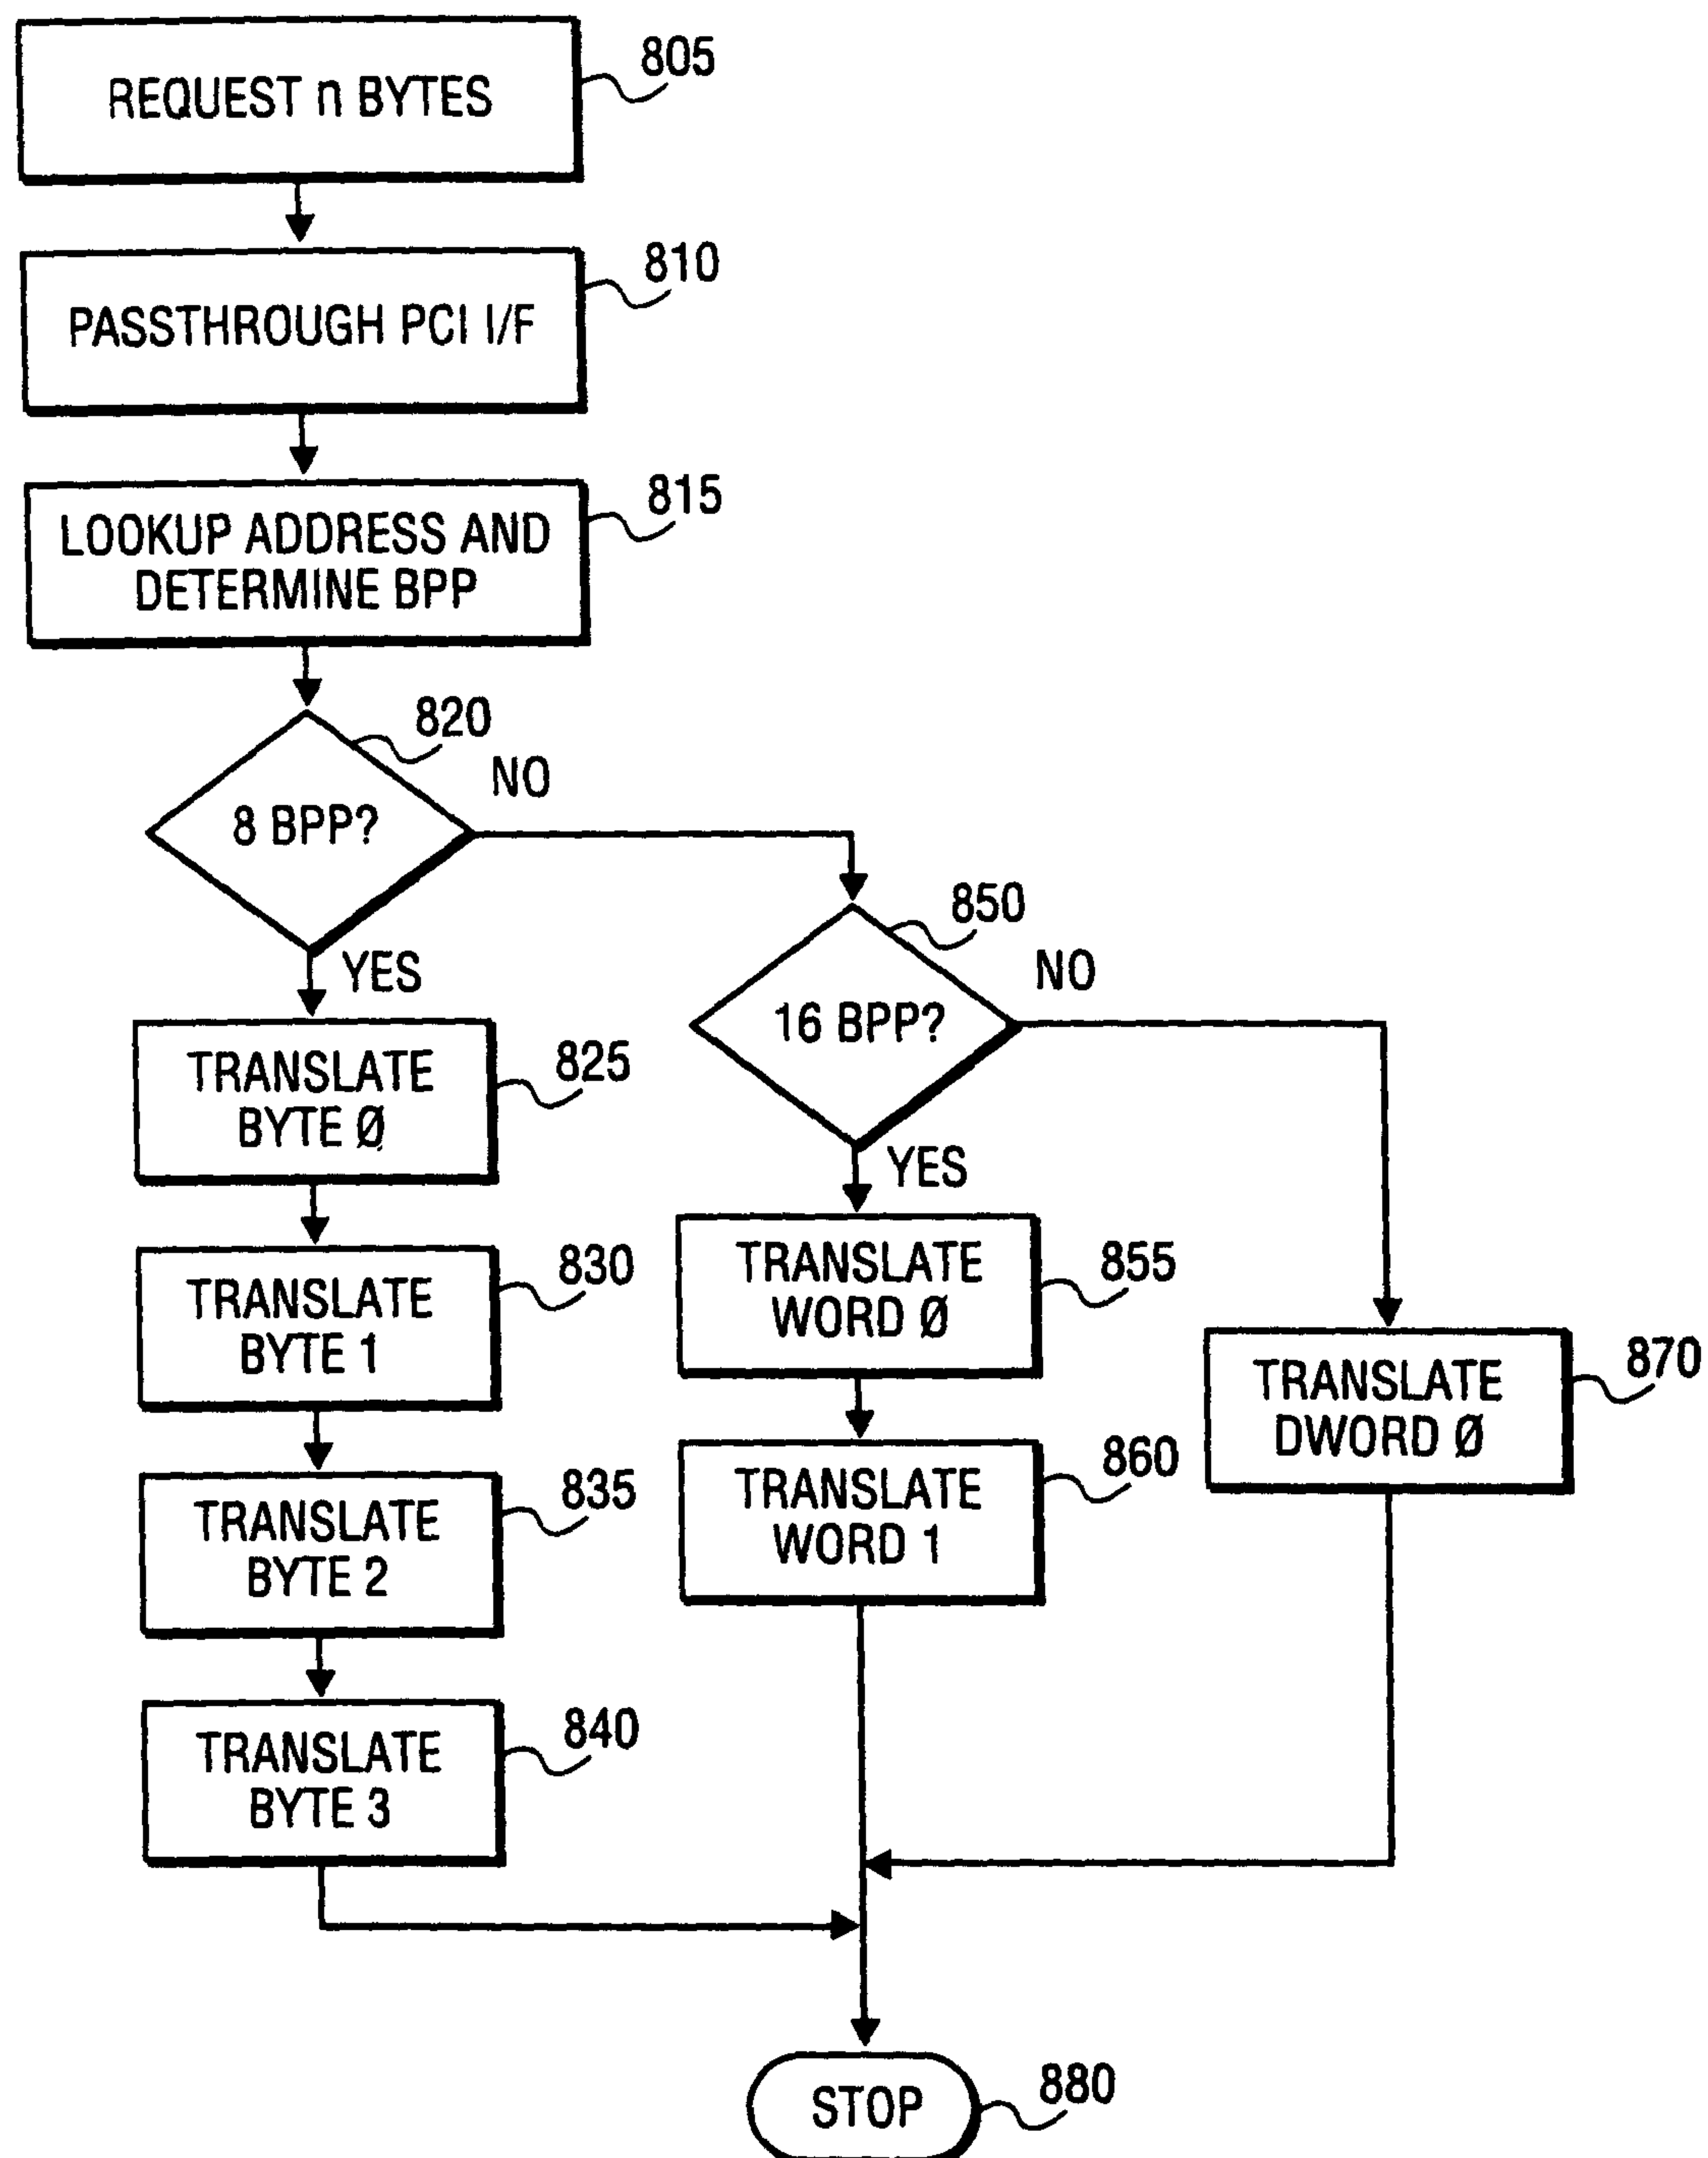 REQUEST n BYTES
805
PASSTHROUGH PCI I/F
810
LOOKUP ADDRESS AND
DETERMINE BPP
815
8 BPP?
820
NO
YES
16 BPP?
850
NO
YES
TRANSLATE
BYTE Ø
825
TRANSLATE
BYTE 1
830
TRANSLATE
BYTE 2
835
TRANSLATE
BYTE 3
840
TRANSLATE
WORD Ø
855
TRANSLATE
WORD 1
860
TRANSLATE
DWORD Ø
870
STOP
880